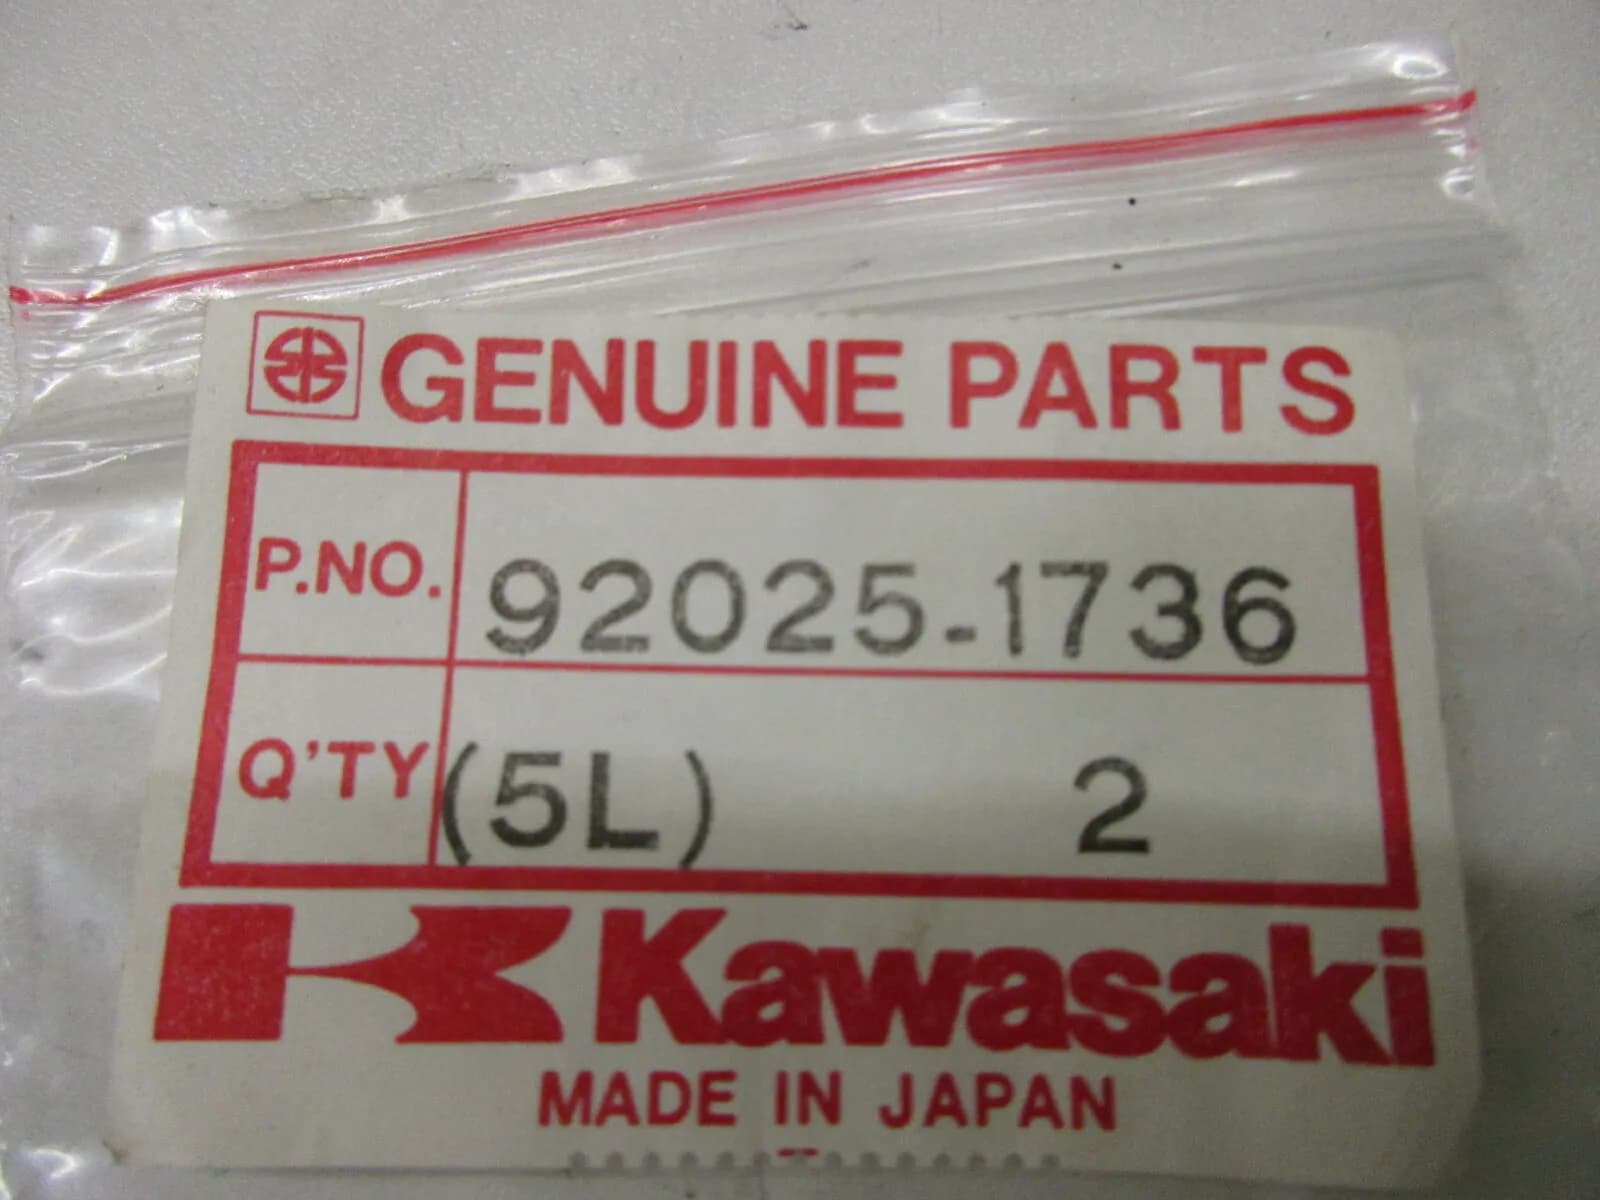 GENUINE PARTS
P.NO. 92025-1736
Q'TY (5L) 2
Kawasaki
MADE IN JAPAN